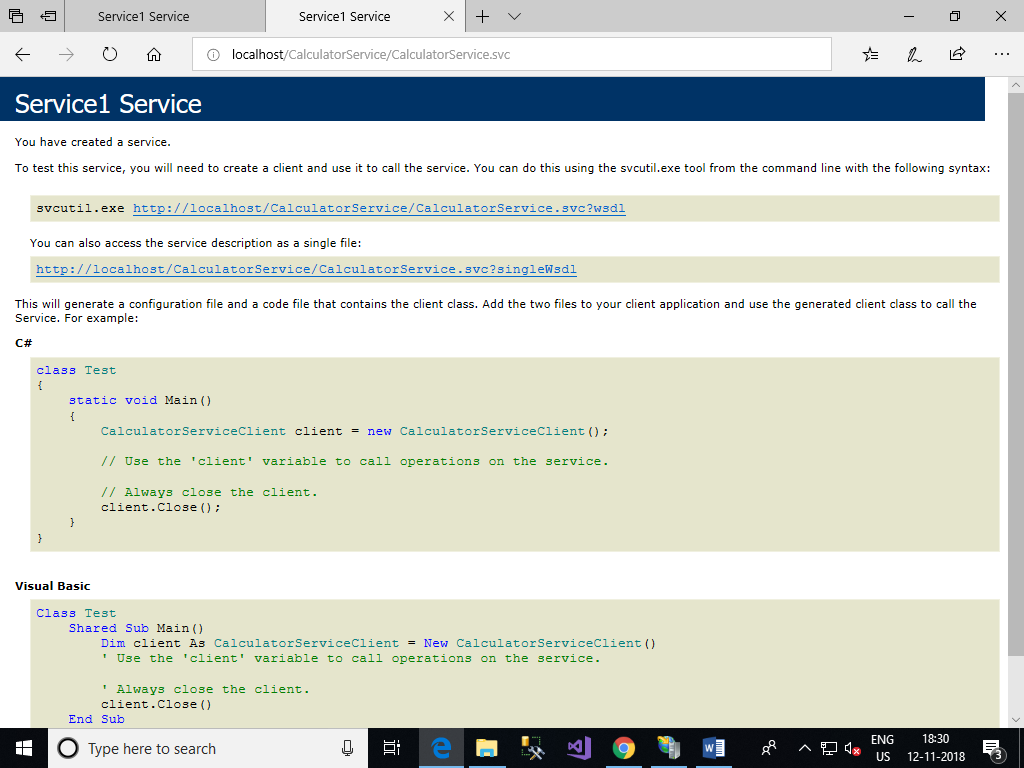 Service1 Service
Service1 Service
localhost/CalculatorService/CalculatorService.svc
Service1 Service
You have created a service.
To test this service, you will need to create a client and use it to call the service. You can do this using the svcutil.exe tool from the command line with the following syntax:
svcutil.exe http://localhost/CalculatorService/CalculatorService.svc?wsdl
You can also access the service description as a single file:
http://localhost/CalculatorService/CalculatorService.svc?singleWsdl
This will generate a configuration file and a code file that contains the client class. Add the two files to your client application and use the generated client class to call the
Service. For example:
C#
class Test
{
    static void Main()
    {
        CalculatorServiceClient client = new CalculatorServiceClient();
        // Use the 'client' variable to call operations on the service.
        // Always close the client.
        client.Close();
    }
}
Visual Basic
Class Test
    Shared Sub Main()
        Dim client As CalculatorServiceClient = New CalculatorServiceClient()
        ' Use the 'client' variable to call operations on the service.
        ' Always close the client.
        client.Close()
    End Sub
Type here to search
ENG
US
18:30
12-11-2018
3